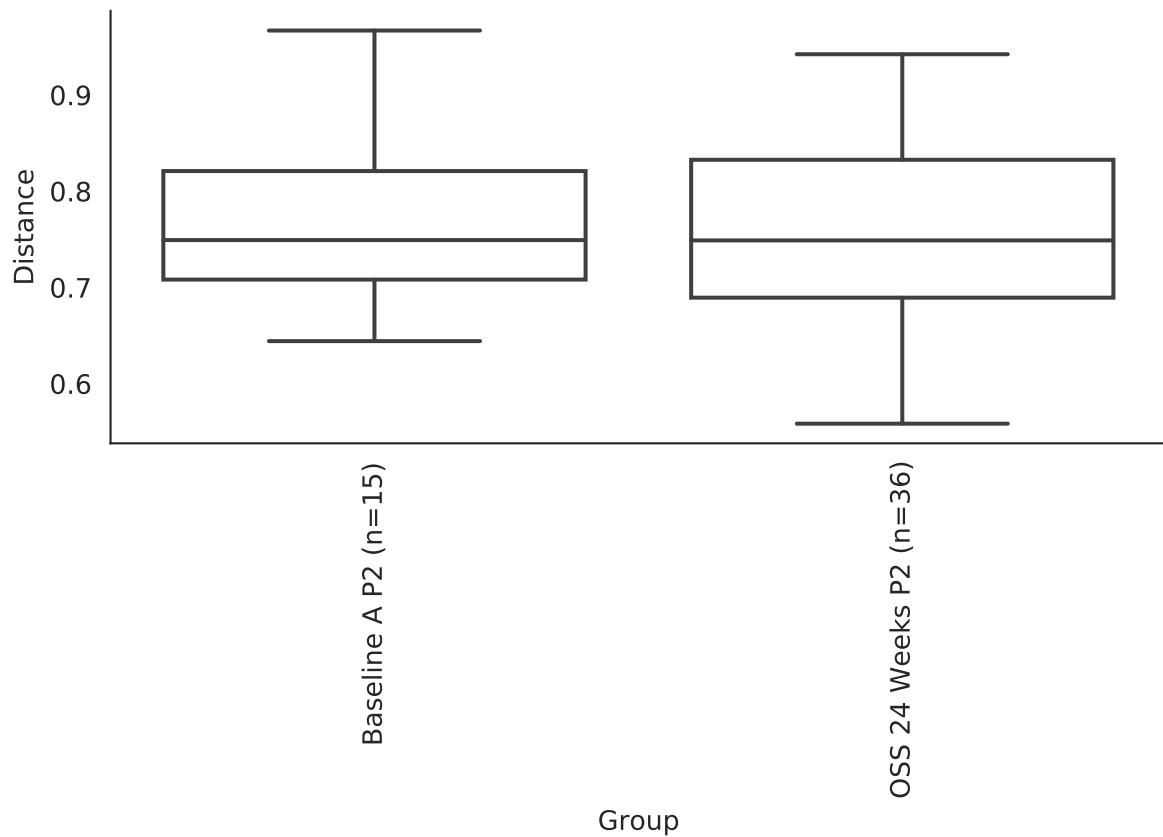 Distance
0.9
0.8
0.7
0.6
Baseline A P2 (n=15)
OSS 24 Weeks P2 (n=36)
Group